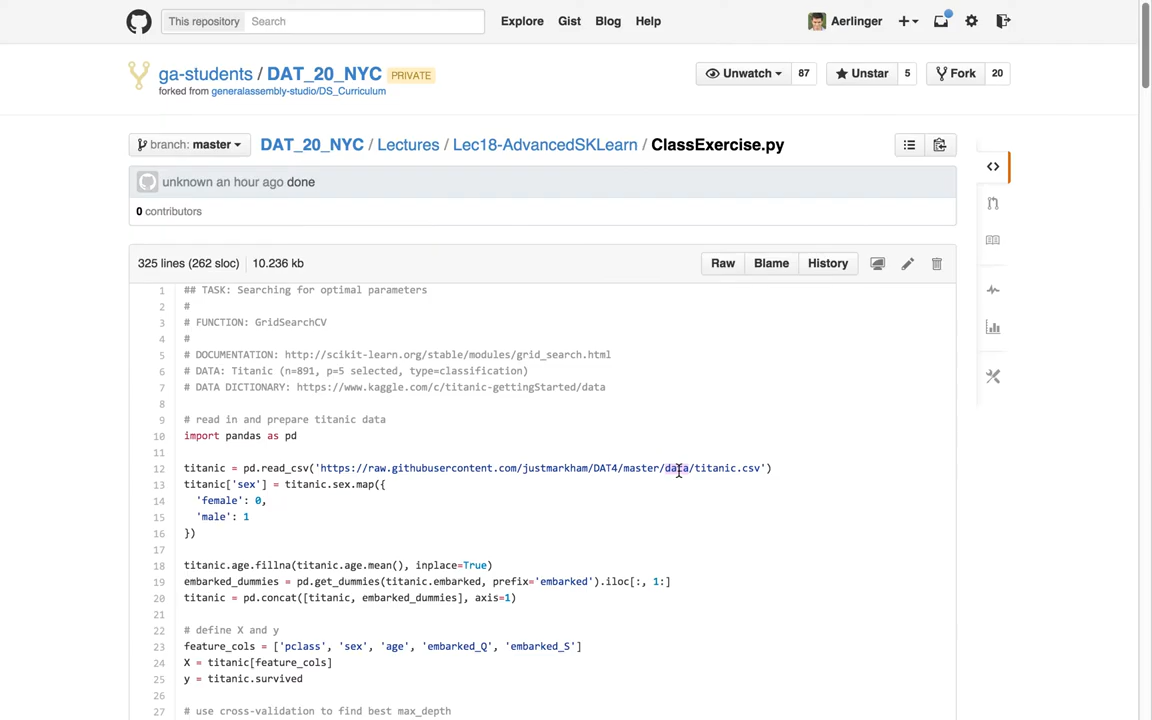 This repository Search Explore Gist Blog Help Aerlinger
ga-students / DAT_20_NYC PRIVATE Unwatch 87 Unstar 5 Fork 20
forked from generalassembly-studio/DS_Curriculum
branch: master DAT_20_NYC / Lectures / Lec18-AdvancedSKLearn / ClassExercise.py
unknown an hour ago done
0 contributors
325 lines (262 sloc) 10.236 kb Raw Blame History
1 ## TASK: Searching for optimal parameters
2 #
3 # FUNCTION: GridSearchCV
4 #
5 # DOCUMENTATION: http://scikit-learn.org/stable/modules/grid_search.html
6 # DATA: Titanic (n=891, p=5 selected, type=classification)
7 # DATA DICTIONARY: https://www.kaggle.com/c/titanic-gettingStarted/data
8
9 # read in and prepare titanic data
10 import pandas as pd
11
12 titanic = pd.read_csv('https://raw.githubusercontent.com/justmarkham/DAT4/master/data/titanic.csv')
13 titanic['sex'] = titanic.sex.map({
14 'female': 0,
15 'male': 1
16 })
17
18 titanic.age.fillna(titanic.age.mean(), inplace=True)
19 embarked_dummies = pd.get_dummies(titanic.embarked, prefix='embarked').iloc[:, 1:]
20 titanic = pd.concat([titanic, embarked_dummies], axis=1)
21
22 # define X and y
23 feature_cols = ['pclass', 'sex', 'age', 'embarked_Q', 'embarked_S']
24 X = titanic[feature_cols]
25 y = titanic.survived
26
27 # use cross-validation to find best max_depth